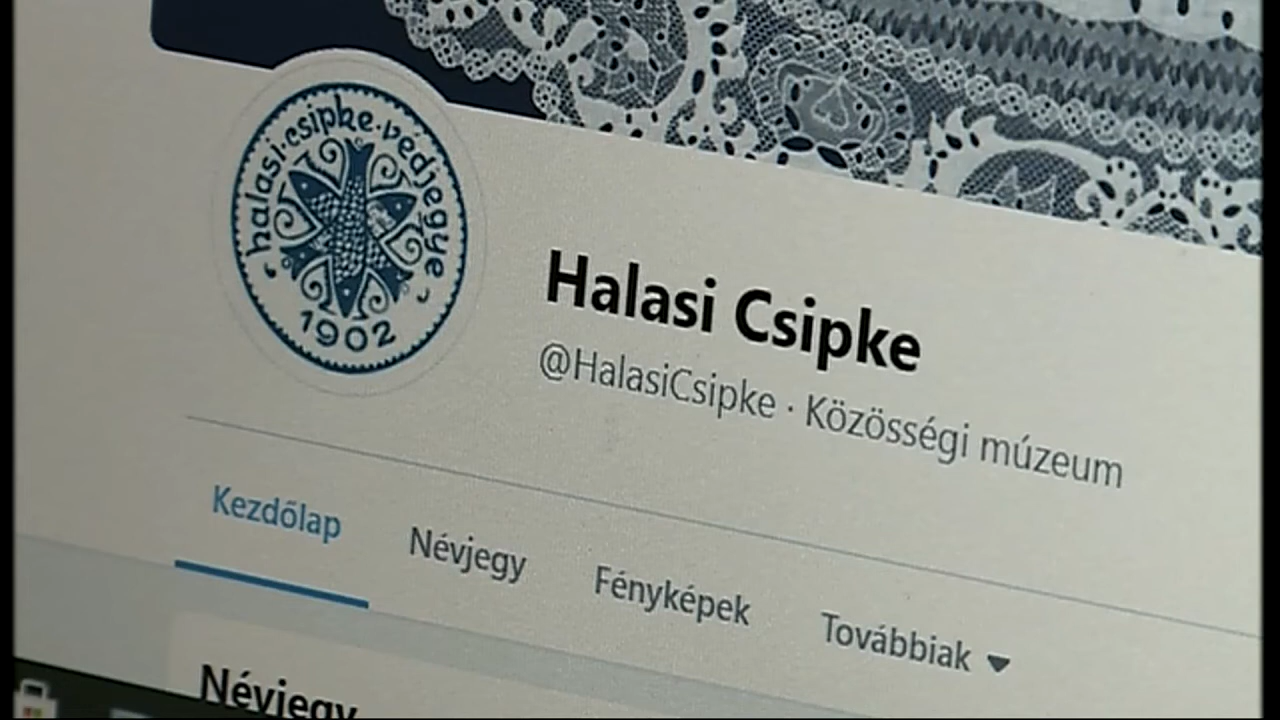 halasi·csipke·védjegye
1902
Halasi Csipke
@HalasiCsipke · Közösségi múzeum
Kezdőlap Névjegy Fényképek Továbbiak
Névjegy